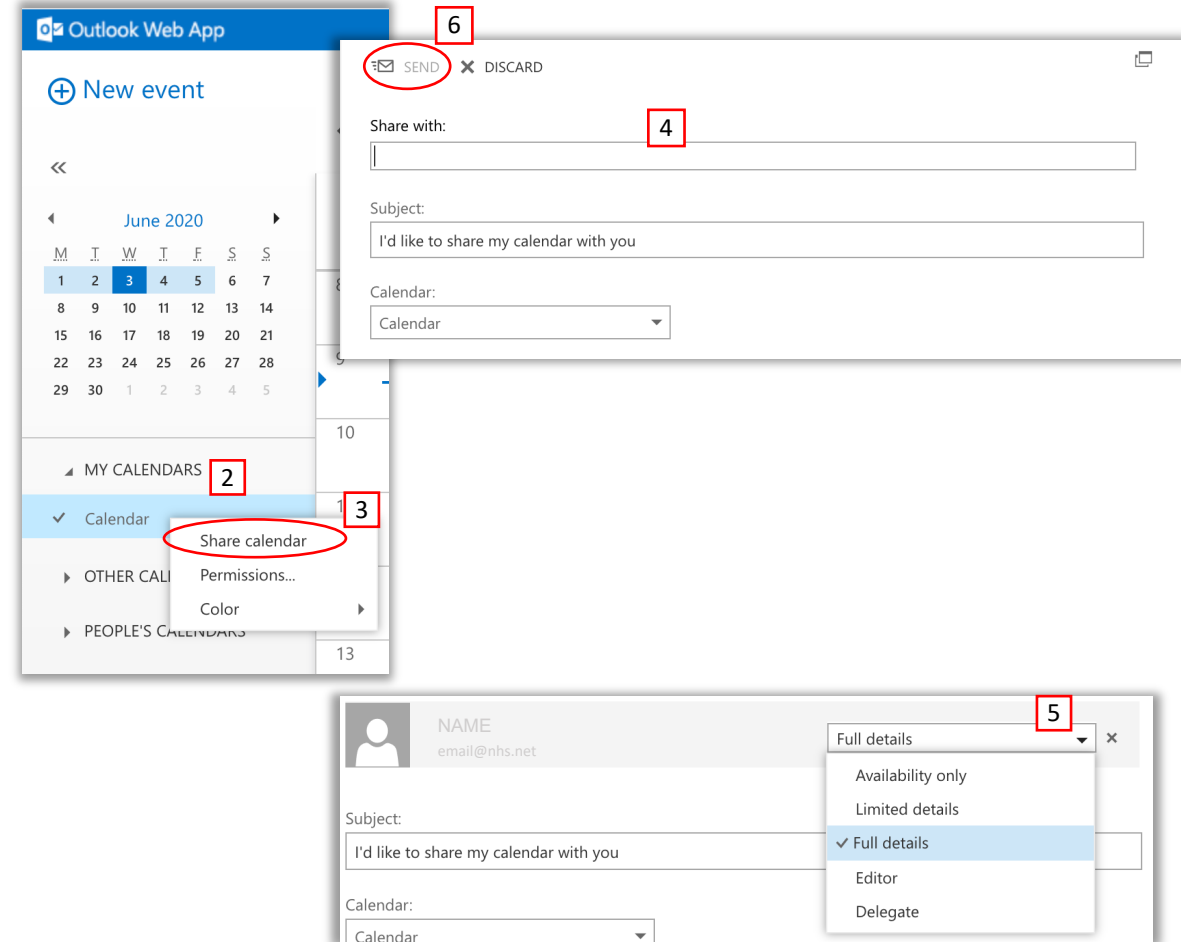 Outlook Web App
New event
June 2020
M T W T F S S
1 2 3 4 5 6 7
8 9 10 11 12 13 14
15 16 17 18 19 20 21
22 23 24 25 26 27 28
29 30 1 2 3 4 5
MY CALENDARS
2
Calendar
3
Share calendar
Permissions...
Color
OTHER CAL
PEOPLE'S CALENDARS
8
9
10
1
13
6
SEND
DISCARD
Share with:
4
Subject:
I'd like to share my calendar with you
Calendar:
Calendar
NAME
email@nhs.net
5
Full details
Availability only
Limited details
Full details
Editor
Delegate
Subject:
I'd like to share my calendar with you
Calendar:
Calendar